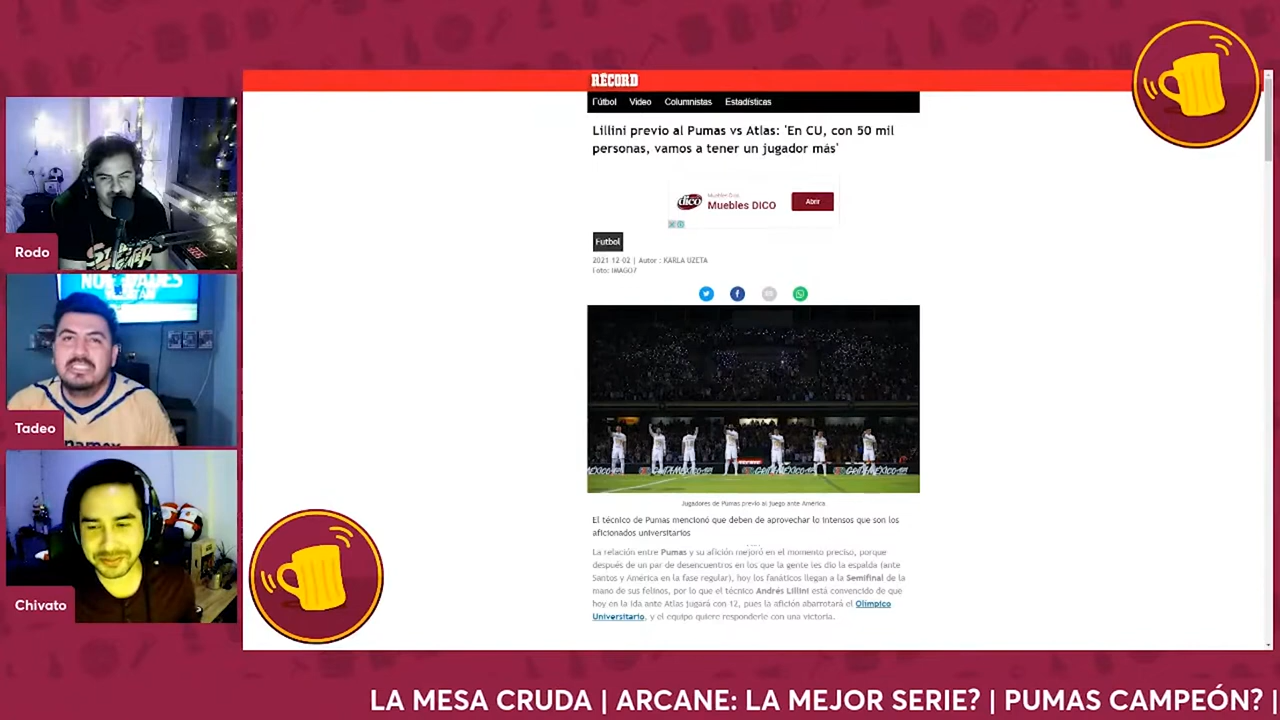 RÉCORD
Fútbol Video Columnistas Estadísticas
Lillini previo al Pumas vs Atlas: 'En CU, con 50 mil
personas, vamos a tener un jugador más'
dico
Muebles Dico
Muebles DICO
Abrir
Futbol
2021-12-02 | Autor : KARLA UZETA
Foto: IMAGO7
Jugadores de Pumas previo al juego ante América
El técnico de Pumas mencionó que deben de aprovechar lo intensos que son los
aficionados universitarios
La relación entre Pumas y su afición mejoró en el momento preciso, porque
después de un par de desencuentros en los que la gente les dio la espalda (ante
Santos y América en la fase regular), hoy los fanáticos llegan a la Semifinal de la
mano de sus felinos, por lo que el técnico Andrés Lillini está convencido de que
hoy en la ida ante Atlas jugará con 12, pues la afición abarrotará el Olímpico
Universitario, y el equipo quiere responderle con una victoria.
Rodo
Tadeo
Chivato
LA MESA CRUDA | ARCANE: LA MEJOR SERIE? | PUMAS CAMPEÓN? |